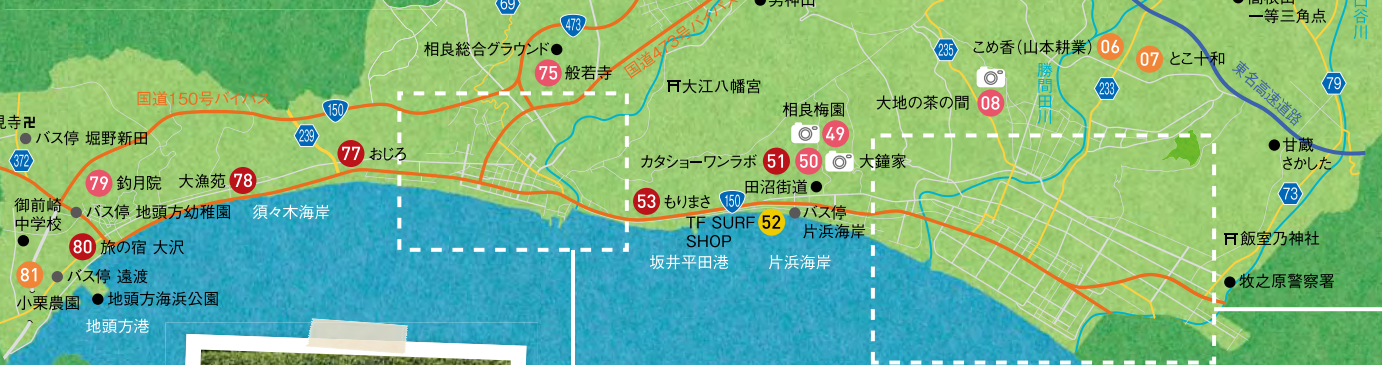 69
473
男神山
一等三角点
相良総合グラウンド
235
こめ香(山本耕業) 06
75 般若寺
国道473号バイパス
07 とこ十和
大江八幡宮
勝間田川
233
東名高速道路
79
国道150号バイパス
150
相良梅園
大地の茶の間 08
49
バス停 堀野新田
239
372
77 おじろ
カタショーワンラボ 51
50
大鐘家
甘蔵
さかした
79 釣月院
大漁苑 78
田沼街道
73
53 もりまさ
150
御前崎
中学校
バス停 地頭方幼稚園
須々木海岸
TF SURF
SHOP
52
バス停
片浜海岸
80 旅の宿 大沢
飯室乃神社
坂井平田港
片浜海岸
81
バス停 遠渡
牧之原警察署
小栗農園
地頭方海浜公園
地頭方港